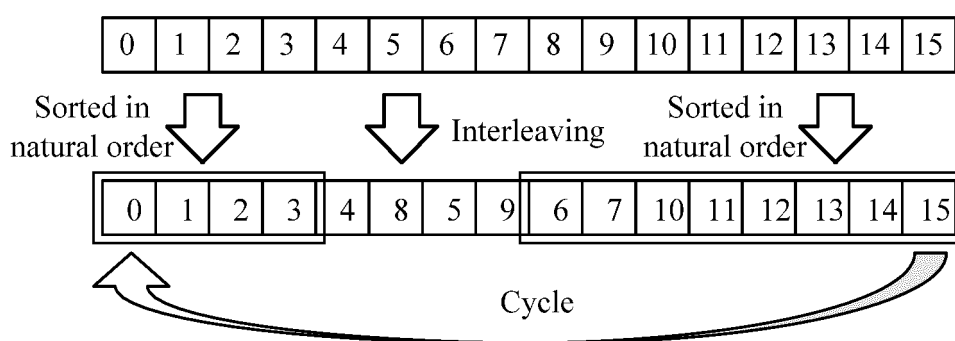 0 1 2 3 4 5 6 7 8 9 10 11 12 13 14 15
Sorted in
natural order
Interleaving
Sorted in
natural order
0 1 2 3 4 8 5 9 6 7 10 11 12 13 14 15
Cycle